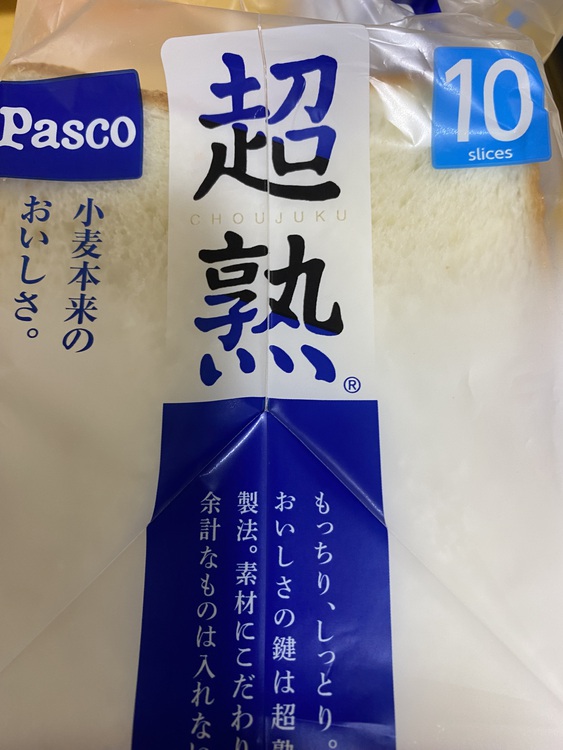 Pasco
超熟
CHOUJUKU
®
10
slices
小麦本来の
おいしさ。
もっちり、しっとり。
おいしさの鍵は超熟
製法。素材にこだわり
余計なものは入れない